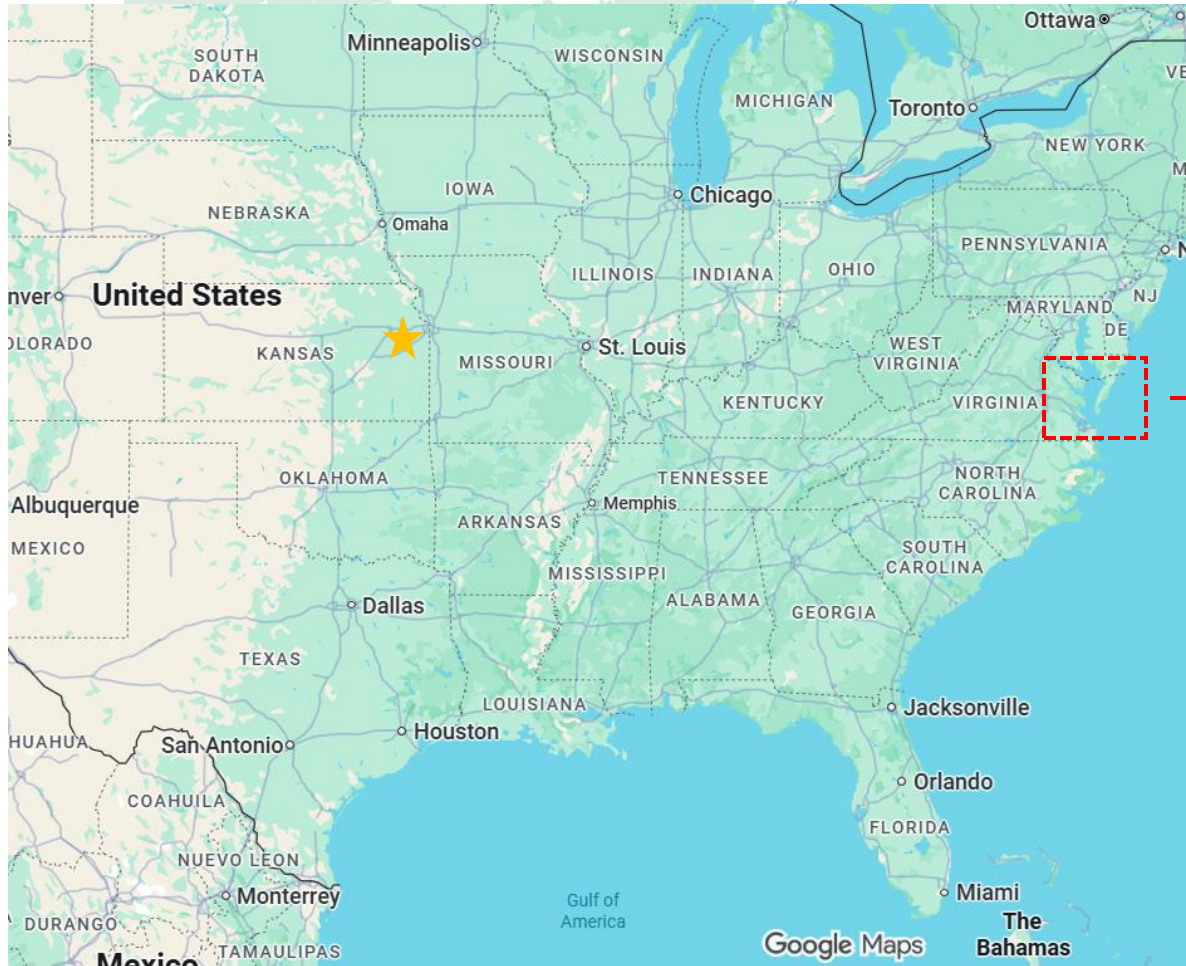 Ottawa
Minneapolis
WISCONSIN
SOUTH
DAKOTA
VE
MICHIGAN
Toronto
NEW YORK
M
IOWA
Chicago
NEBRASKA
Omaha
PENNSYLVANIA
N
ILLINOIS
INDIANA
OHIO
nver
United States
MARYLAND
NJ
DE
OLORADO
KANSAS
MISSOURI
St. Louis
WEST
VIRGINIA
KENTUCKY
VIRGINIA
OKLAHOMA
TENNESSEE
NORTH
CAROLINA
Albuquerque
Memphis
ARKANSAS
MEXICO
SOUTH
CAROLINA
MISSISSIPPI
ALABAMA
GEORGIA
Dallas
TEXAS
LOUISIANA
Jacksonville
Houston
HUAHUA
San Antonio
Orlando
COAHUILA
FLORIDA
NUEVO LEON
Monterrey
Gulf of
America
Miami
The
Bahamas
DURANGO
TAMAULIPAS
Mexico
Google Maps